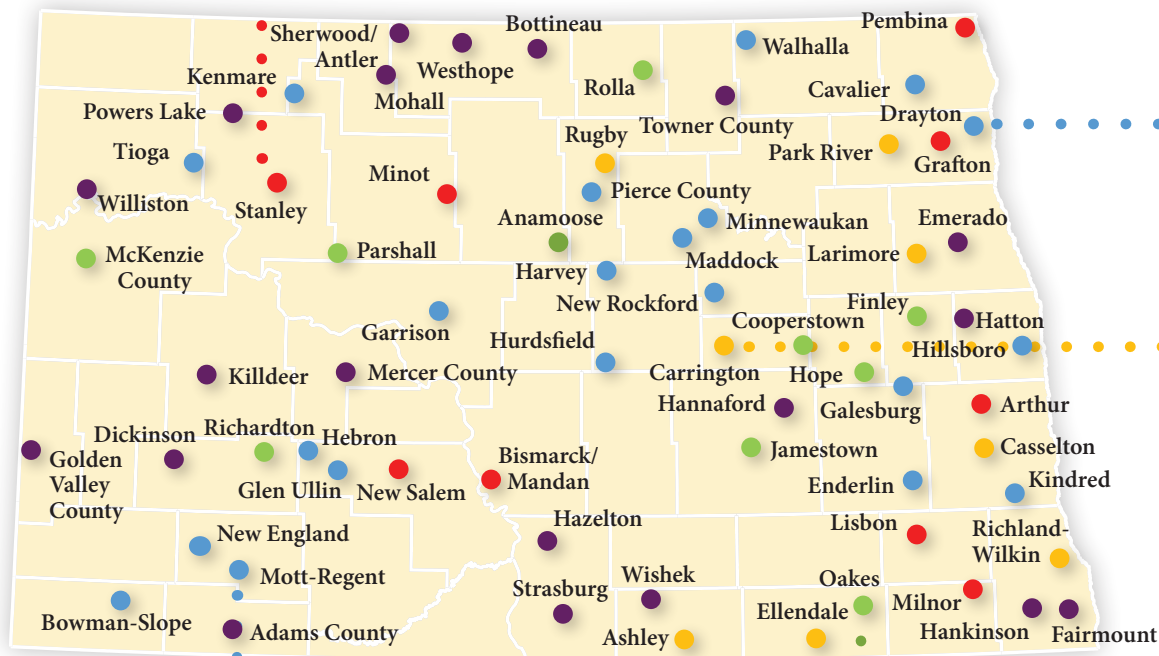 Bottineau
Pembina
Sherwood/
Antler
Westhope
Walhalla
Kenmare
Mohall
Rolla
Cavalier
Powers Lake
Towner County
Drayton
Rugby
Park River
Grafton
Tioga
Minot
Pierce County
Williston
Stanley
Anamoose
Minnewaukan
Emerado
McKenzie
County
Parshall
Maddock
Larimore
Harvey
New Rockford
Finley
Garrison
Cooperstown
Hatton
Hurdsfield
Hillsboro
Killdeer
Mercer County
Carrington
Hope
Hannaford
Galesburg
Arthur
Dickinson
Richardton
Hebron
Golden
Valley
County
Glen Ullin
New Salem
Bismarck/
Mandan
Jamestown
Casselton
Enderlin
Kindred
New England
Hazelton
Lisbon
Richland-
Wilkin
Mott-Regent
Strasburg
Wishek
Oakes
Bowman-Slope
Adams County
Ashley
Ellendale
Milnor
Hankinson
Fairmount